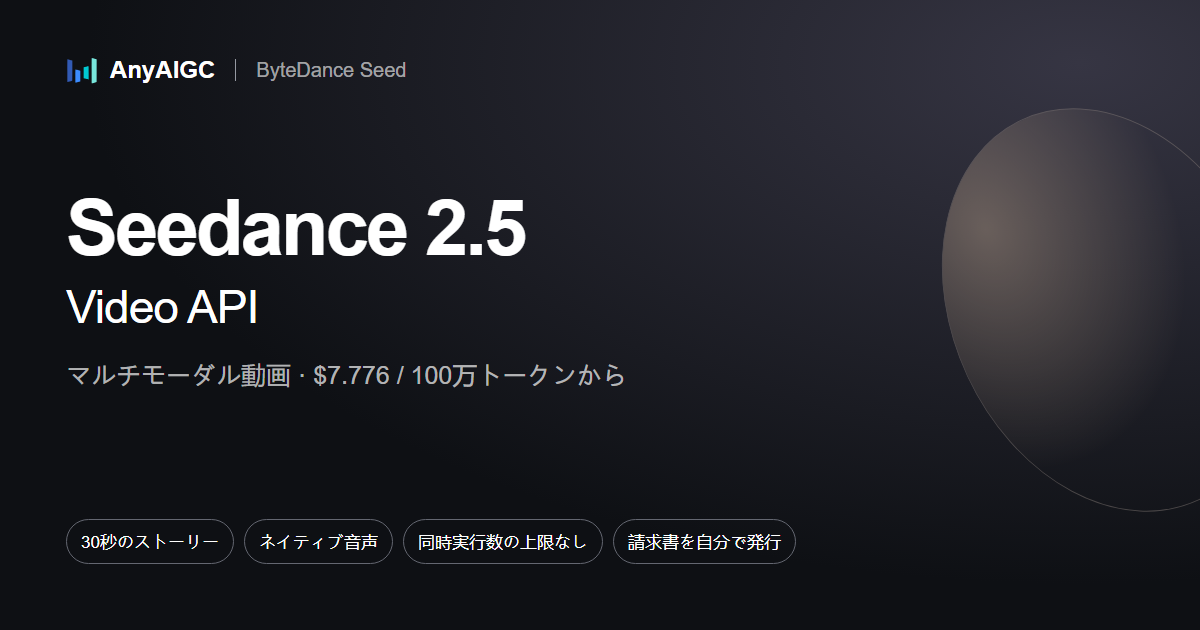 AnyAIGC | ByteDance Seed
Seedance 2.5
Video API
マルチモーダル動画 · $7.776 / 100万トークンから
30秒のストーリー
ネイティブ音声
同時実行数の上限なし
請求書を自分で発行